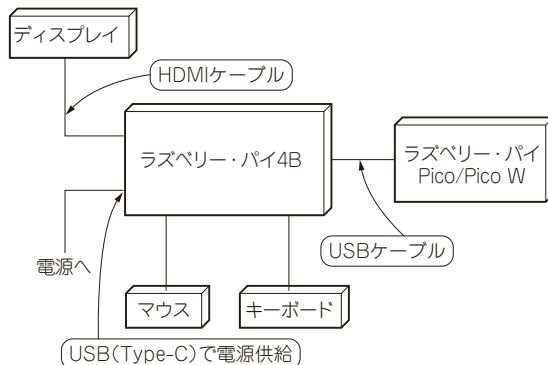 ディスプレイ
HDMIケーブル
ラズベリー・パイ4B
ラズベリー・パイ
Pico/Pico W
USBケーブル
電源へ
マウス
キーボード
USB(Type-C)で電源供給